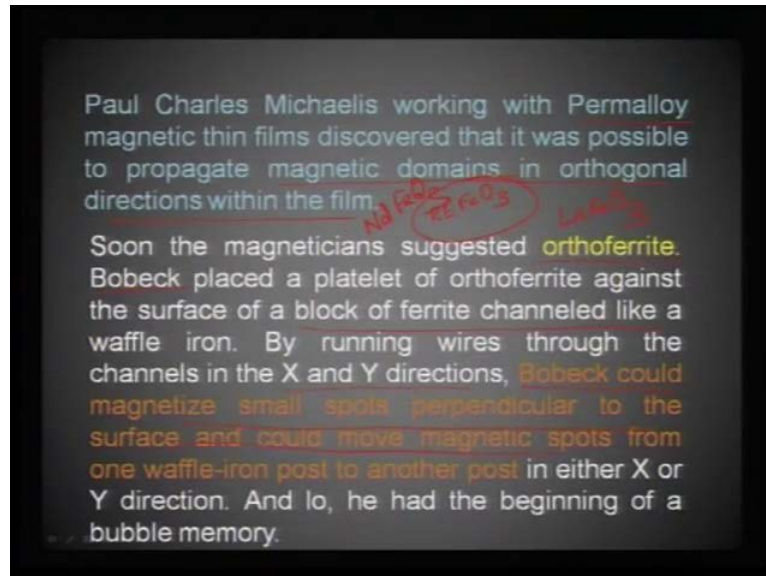 Paul Charles Michaelis working with Permalloy
magnetic thin films discovered that it was possible
to propagate magnetic domains in orthogonal
directions within the film.
NdFeO3 REFeO3 LaFeO3
Soon the magneticians suggested orthoferrite.
Bobeck placed a platelet of orthoferrite against
the surface of a block of ferrite channeled like a
waffle iron. By running wires through the
channels in the X and Y directions, Bobeck could
magnetize small spots perpendicular to the
surface and could move magnetic spots from
one waffle-iron post to another post in either X or
Y direction. And lo, he had the beginning of a
bubble memory.